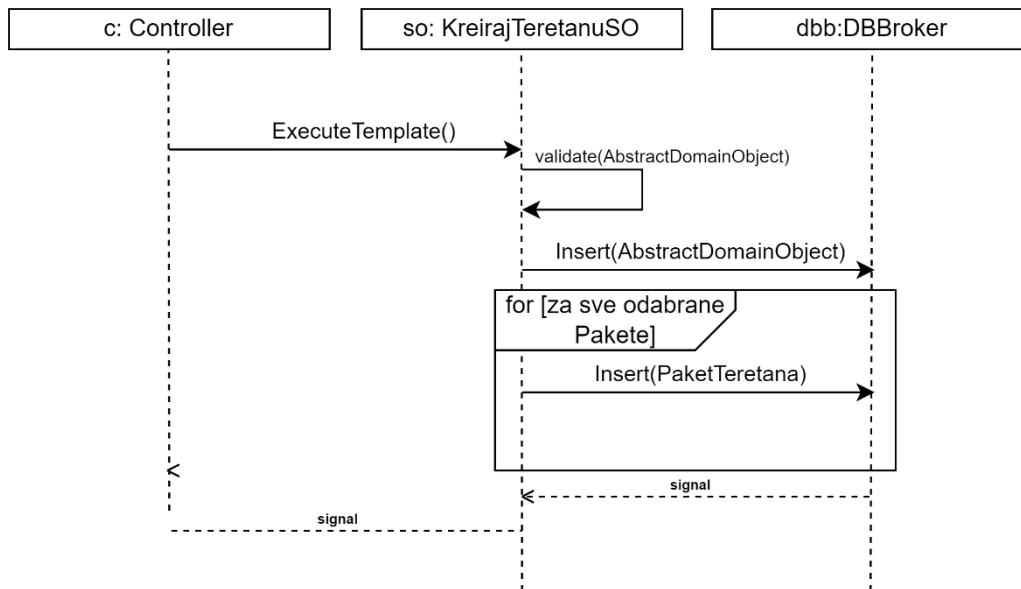 c: Controller
so: KreirajTeretanuSO
dbb:DBBroker
ExecuteTemplate()
validate(AbstractDomainObject)
Insert(AbstractDomainObject)
for [za sve odabrane
Pakete]
Insert(PaketTeretana)
signal
signal